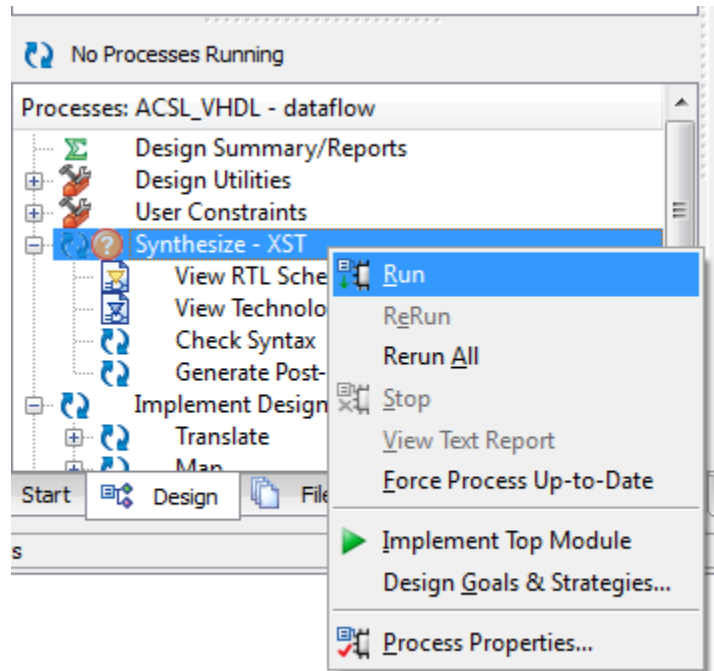 No Processes Running
Processes: ACSL_VHDL - dataflow
Design Summary/Reports
Design Utilities
User Constraints
Synthesize - XST
View RTL Sche
View Technolo
Check Syntax
Generate Post-
Implement Design
Translate
Map
Start Design File
s
Run
ReRun
Rerun All
Stop
View Text Report
Force Process Up-to-Date
Implement Top Module
Design Goals & Strategies...
Process Properties...